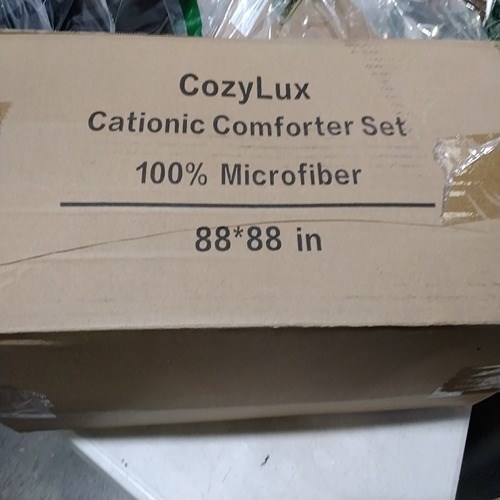 CozyLux
Cationic Comforter Set
100% Microfiber
88*88 in